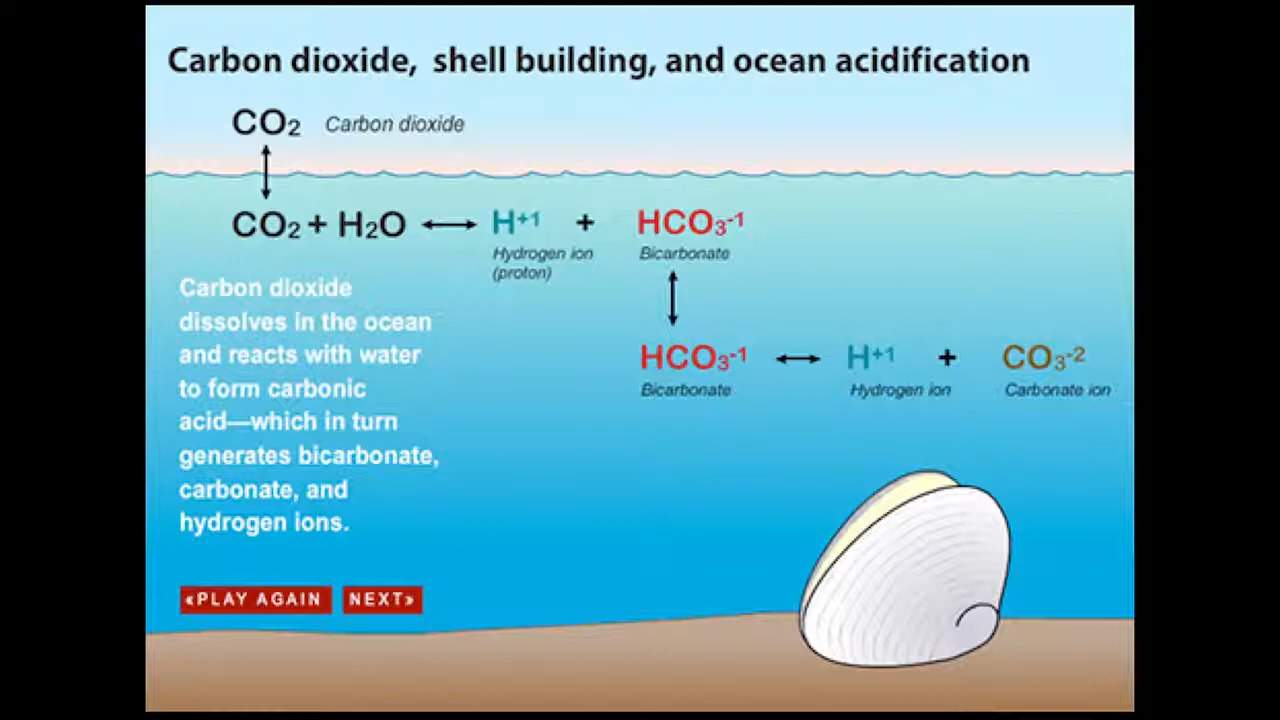 Carbon dioxide, shell building, and ocean acidification
CO₂ Carbon dioxide
CO₂ + H₂O ⟷ H⁺¹ + HCO₃⁻¹
Hydrogen ion (proton) Bicarbonate
HCO₃⁻¹ ⟷ H⁺¹ + CO₃⁻²
Bicarbonate Hydrogen ion Carbonate ion
Carbon dioxide
dissolves in the ocean
and reacts with water
to form carbonic
acid—which in turn
generates bicarbonate,
carbonate, and
hydrogen ions.
«PLAY AGAIN NEXT»